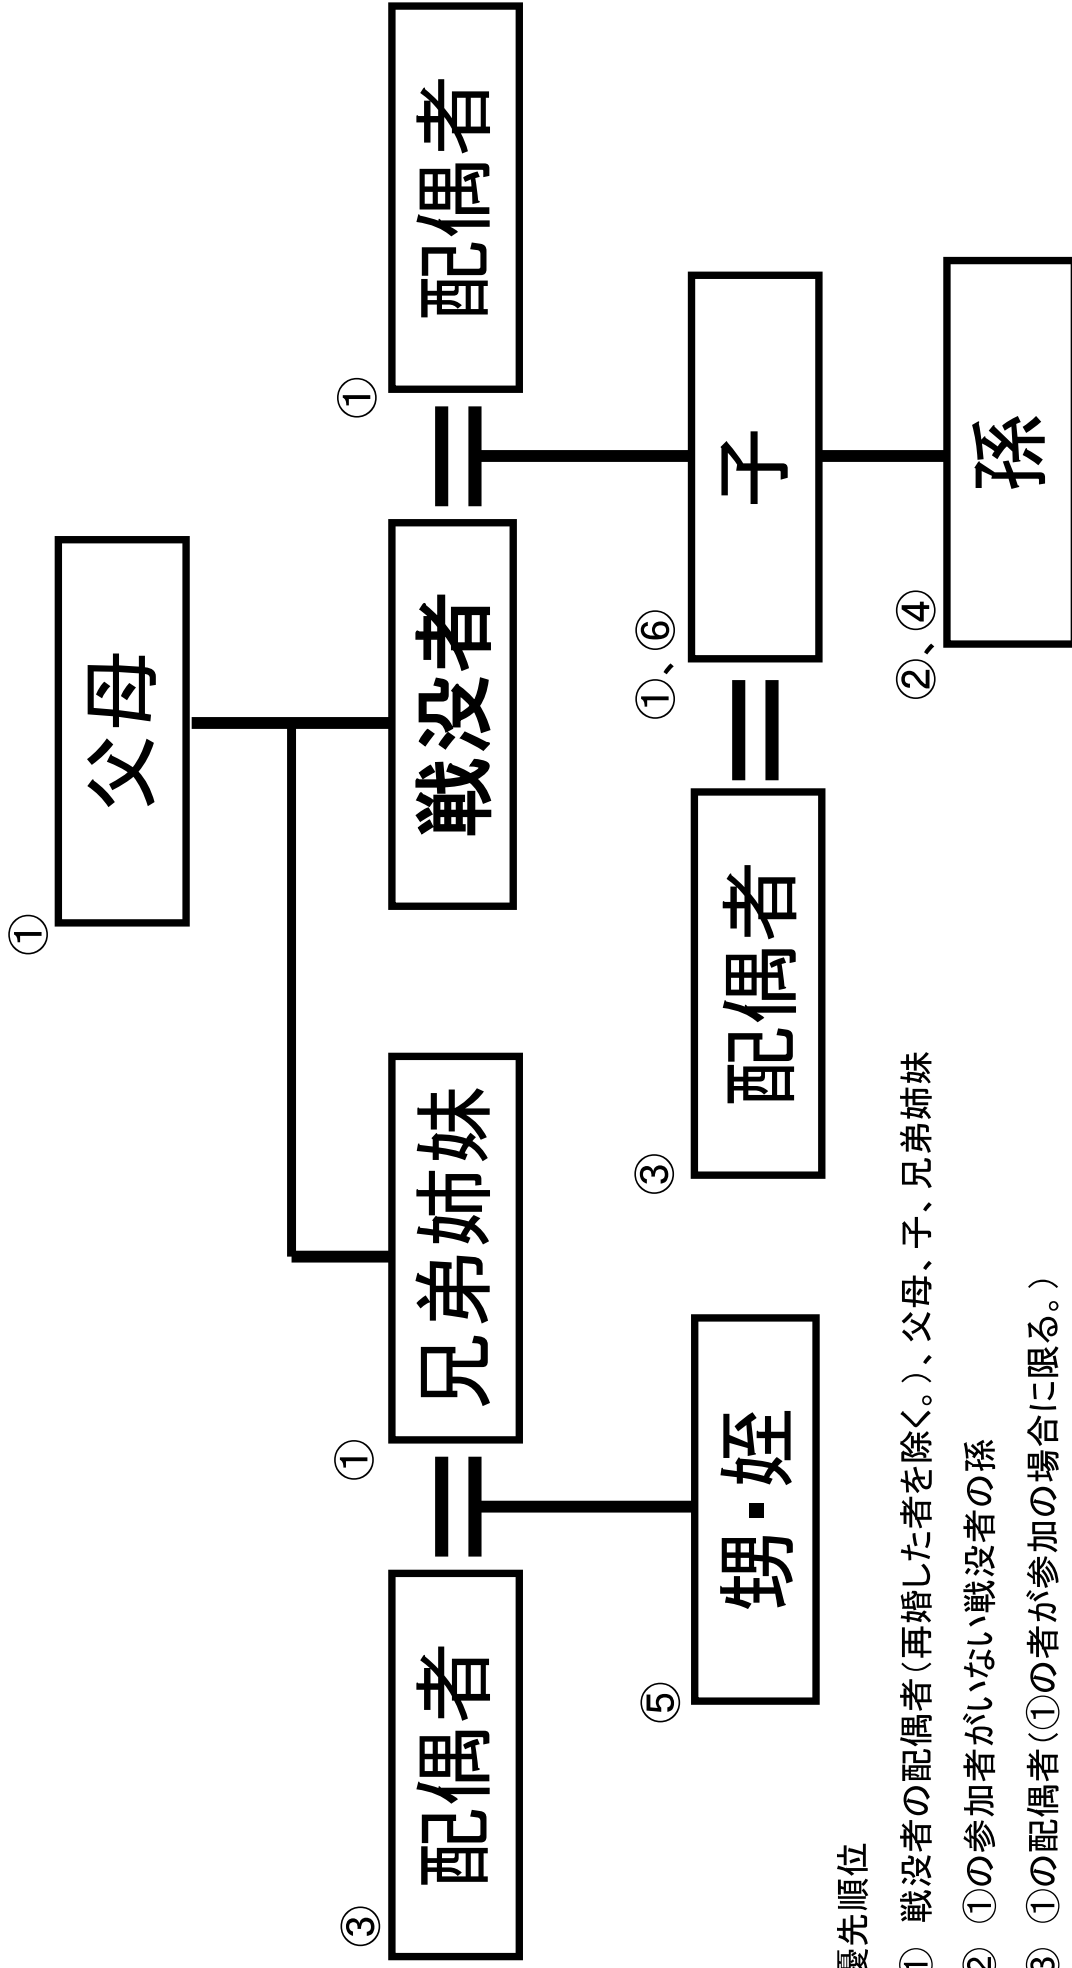 ① 父母
③ 配偶者
① 兄弟姉妹
戦没者
① 配偶者
⑤ 甥・姪
③ 配偶者
①、⑥ 子
②、④ 孫
優先順位
① 戦没者の配偶者(再婚した者を除く。)、父母、子、兄弟姉妹
② ①の参加者がいない戦没者の孫
③ ①の配偶者(①の者が参加の場合に限る。)